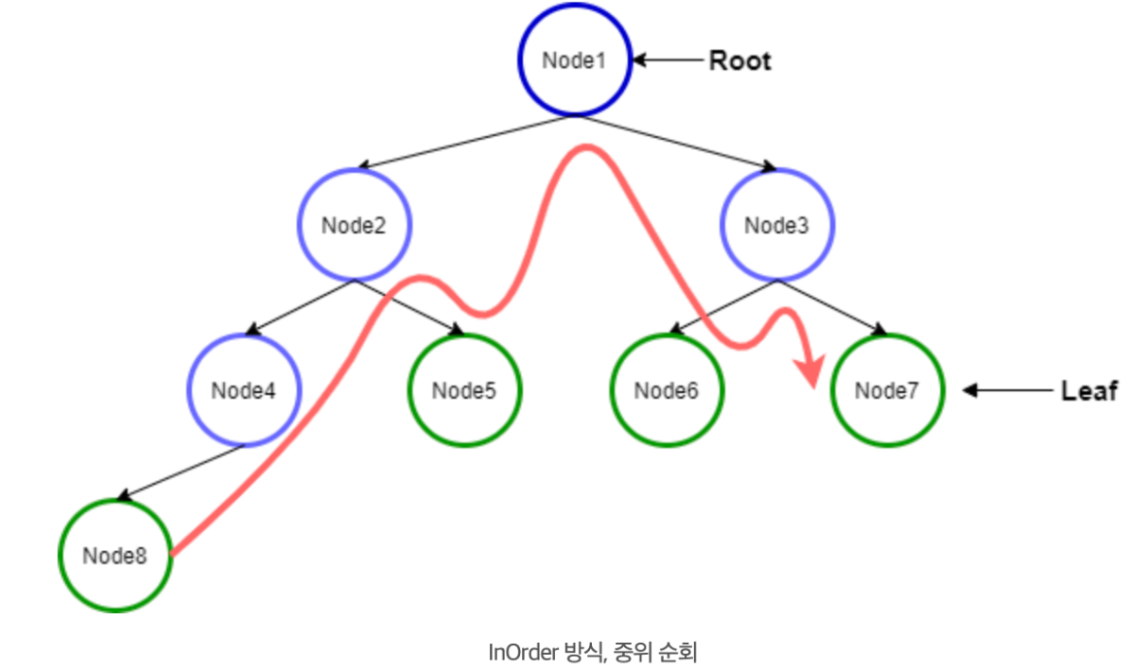 Node1
Root
Node2
Node3
Node4
Node5
Node6
Node7
Leaf
Node8
InOrder 방식, 중위 순회